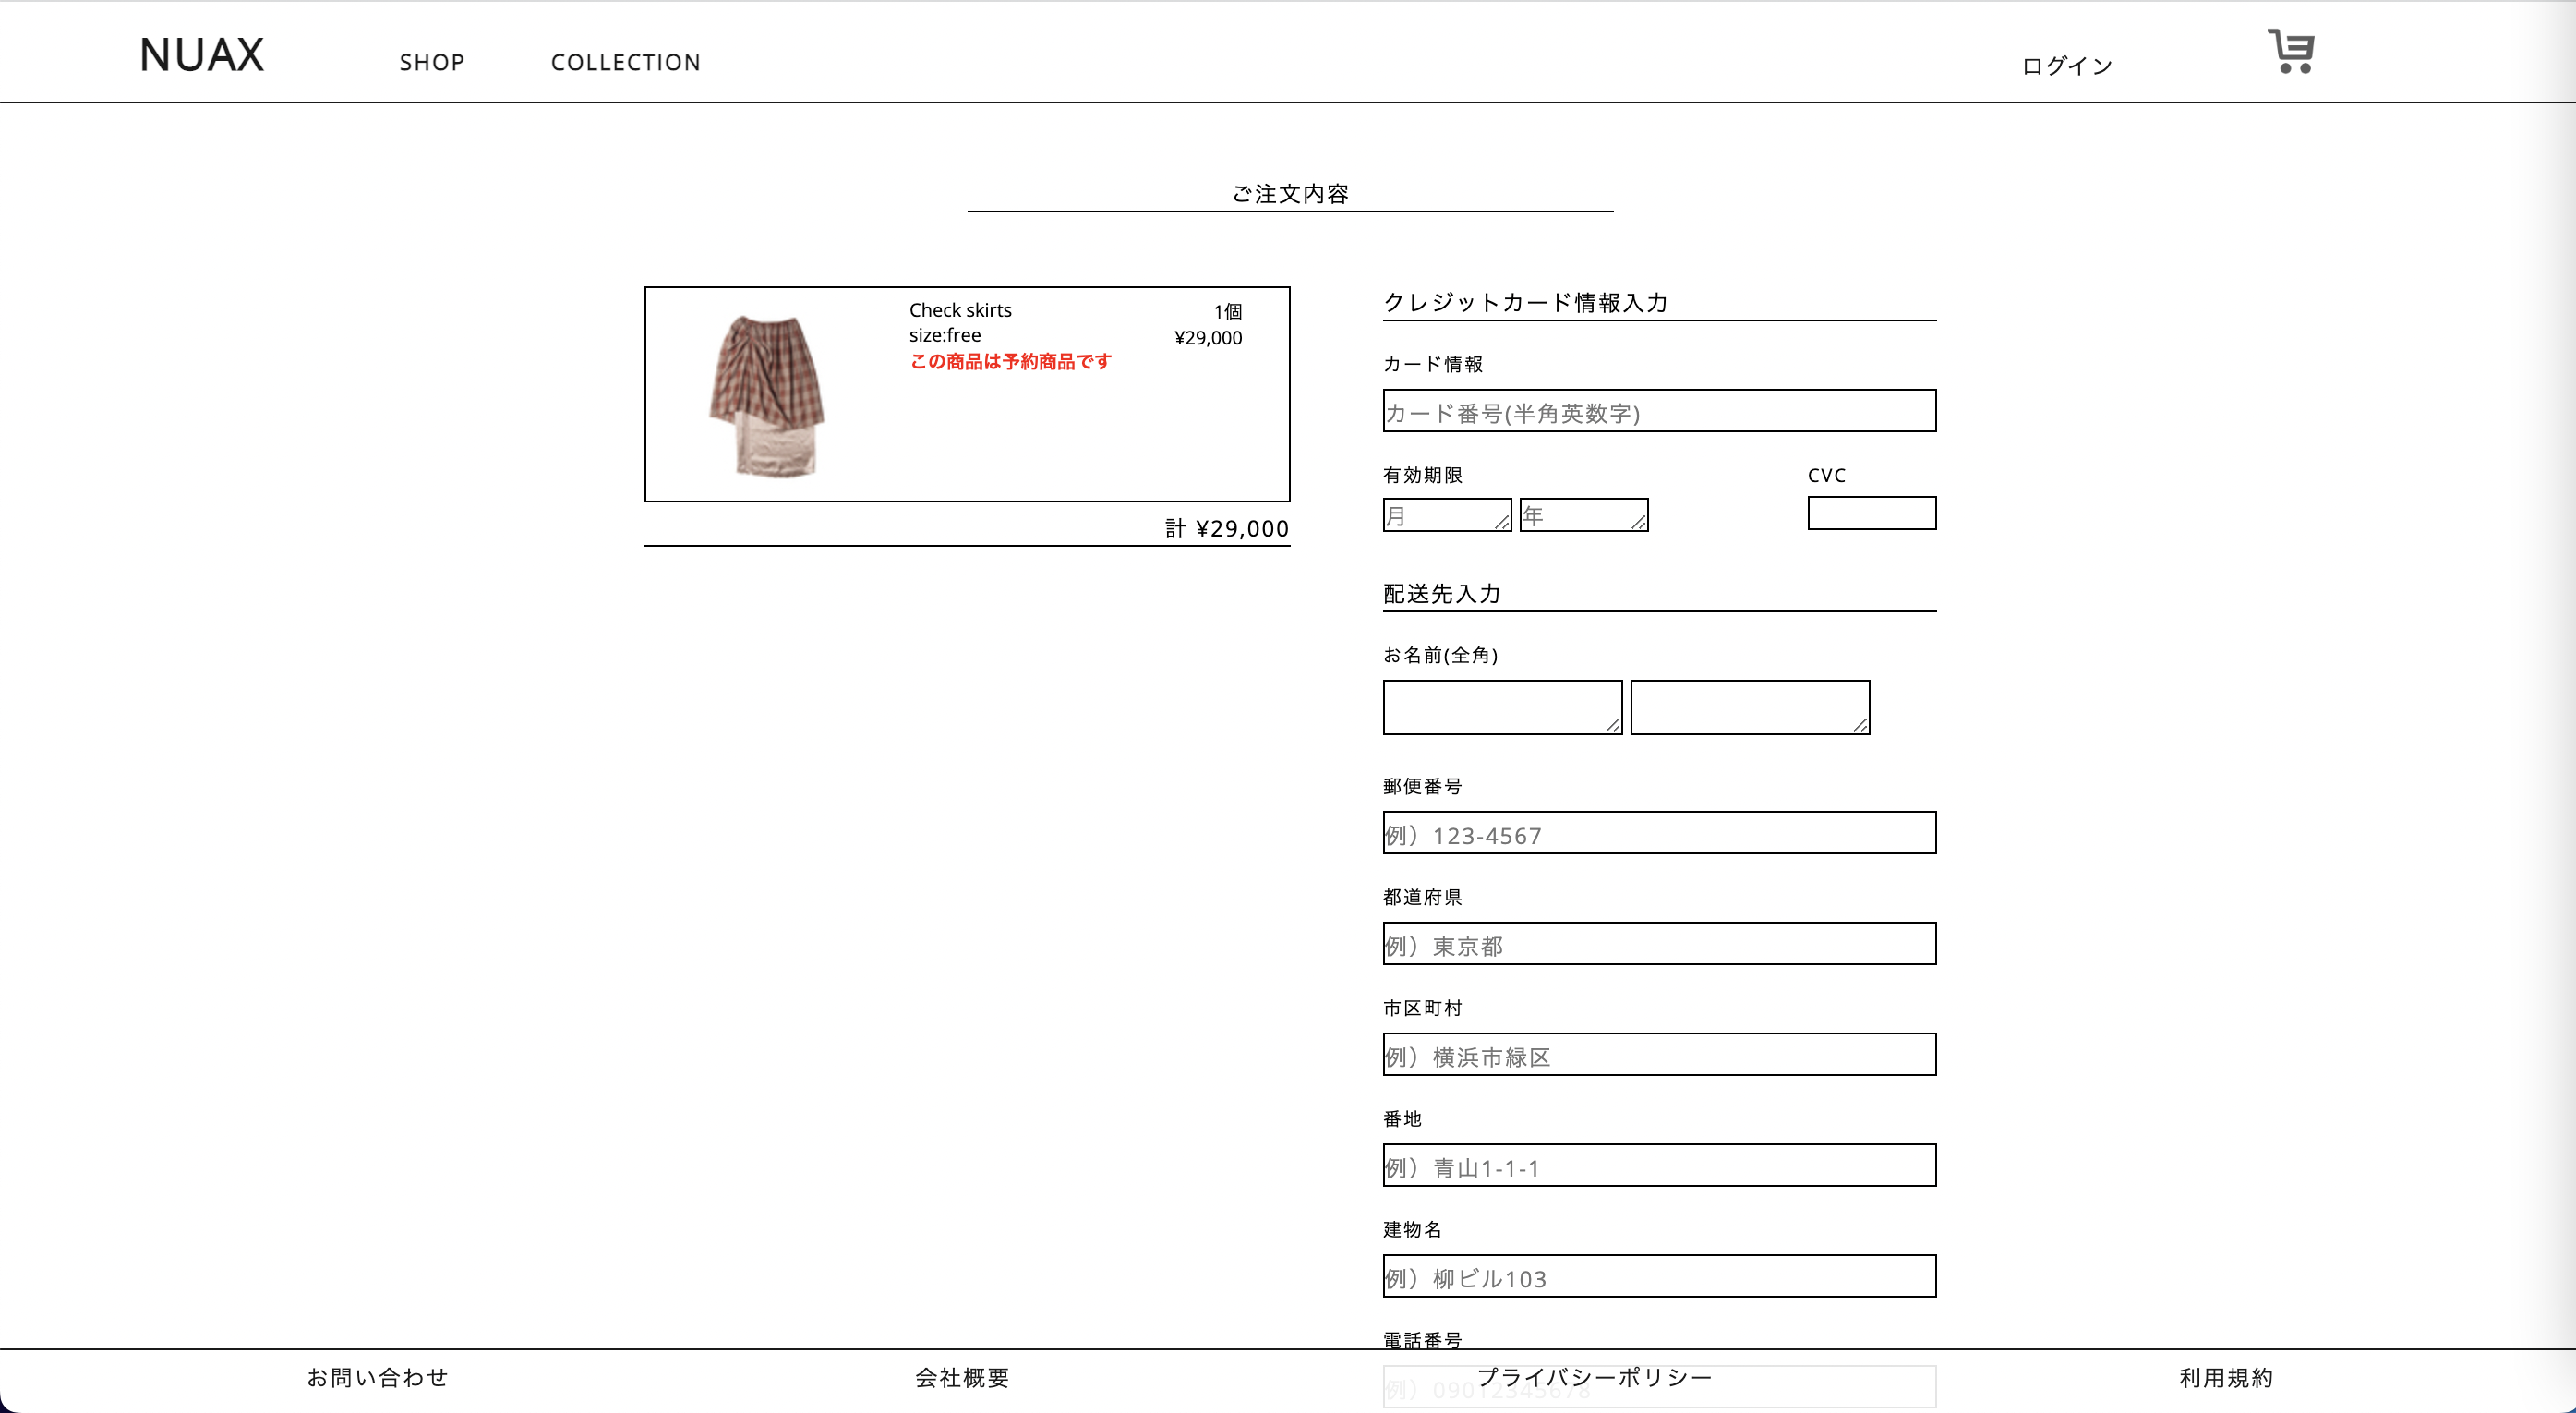 NUAX
SHOP
COLLECTION
ログイン
ご注文内容
Check skirts
1個
size:free
¥29,000
この商品は予約商品です
計 ¥29,000
クレジットカード情報入力
カード情報
カード番号(半角英数字)
有効期限
CVC
月
年
配送先入力
お名前(全角)
郵便番号
例）123-4567
都道府県
例）東京都
市区町村
例）横浜市緑区
番地
例）青山1-1-1
建物名
例）柳ビル103
電話番号
例）09012345678
お問い合わせ
会社概要
プライバシーポリシー
利用規約